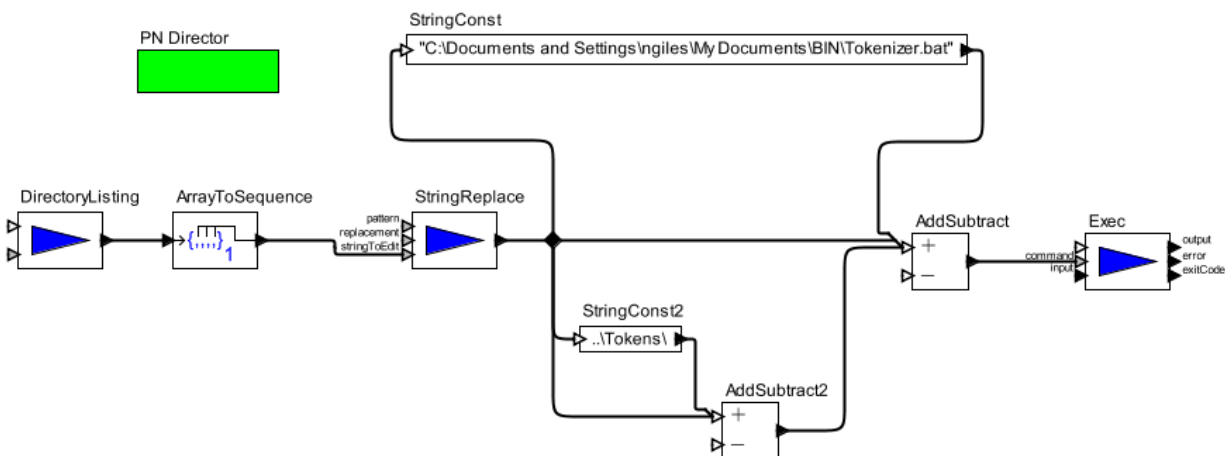 StringConst
"C:\Documents and Settings\ngiles\My Documents\BIN\Tokenizer.bat"
PN Director
DirectoryListing
ArrayToSequence
{,,,,}
1
StringReplace
pattern
replacement
stringToEdit
AddSubtract
+
−
Exec
command
input
output
error
exitCode
StringConst2
..\Tokens\
AddSubtract2
+
−